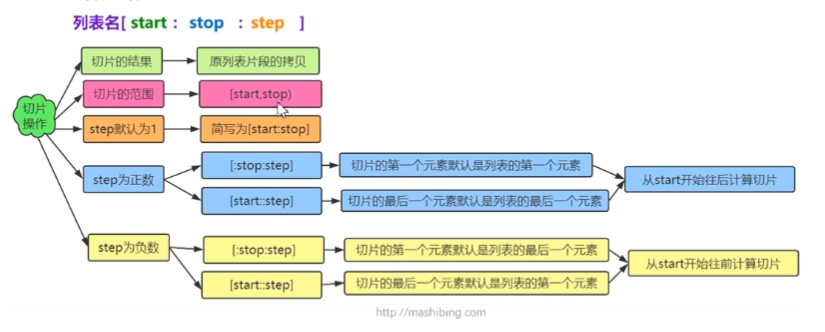 列表名[ start : stop : step ]
切片操作
切片的结果
原列表片段的拷贝
切片的范围
[start,stop)
step默认为1
简写为[start:stop]
step为正数
[:stop:step]
切片的第一个元素默认是列表的第一个元素
[start::step]
切片的最后一个元素默认是列表的最后一个元素
从start开始往后计算切片
step为负数
[:stop:step]
切片的第一个元素默认是列表的最后一个元素
[start::step]
切片的最后一个元素默认是列表的第一个元素
从start开始往前计算切片
http://mashibing.com